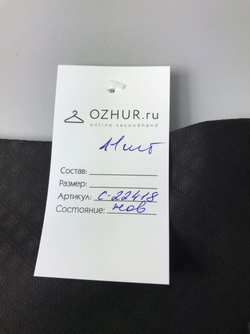 OZHUR.ru
online secondhand
11шт
Состав:
Размер:
Артикул: С-22418
Состояние: нов